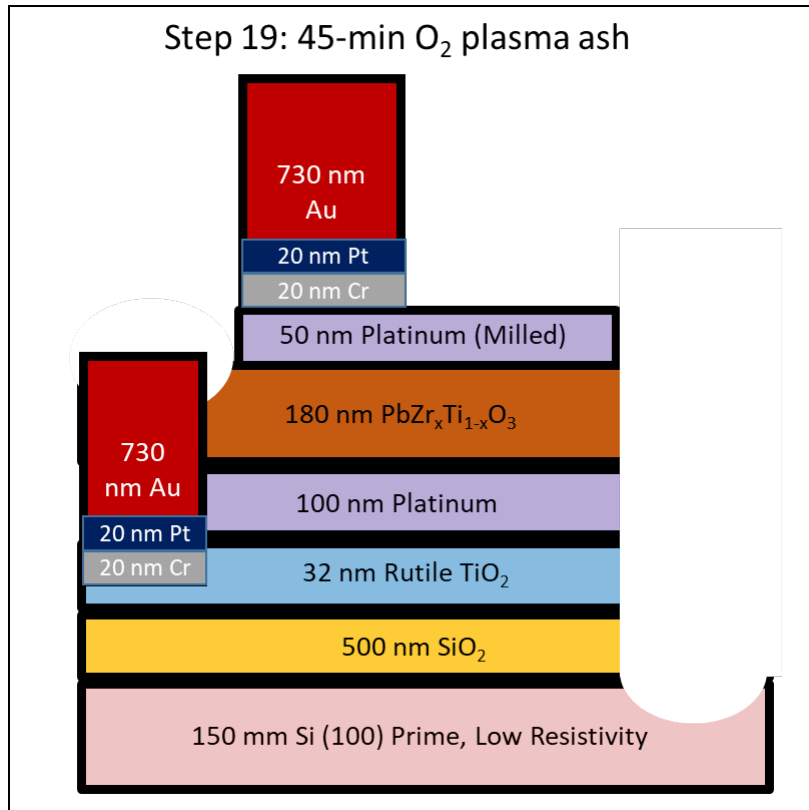 Step 19: 45-min O₂ plasma ash
730 nm
Au
20 nm Pt
20 nm Cr
50 nm Platinum (Milled)
180 nm PbZrₓTi₁₋ₓO₃
730
nm Au
100 nm Platinum
20 nm Pt
20 nm Cr
32 nm Rutile TiO₂
500 nm SiO₂
150 mm Si (100) Prime, Low Resistivity